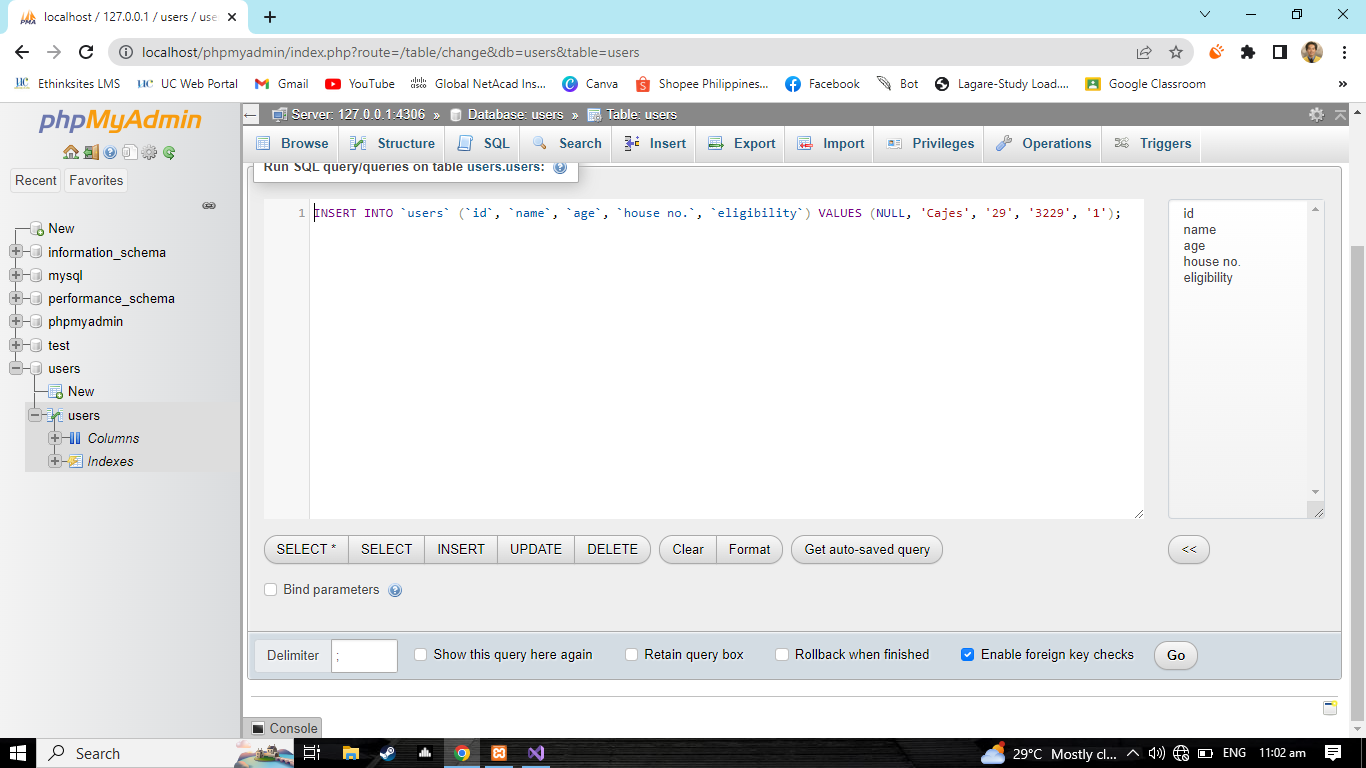 localhost / 127.0.0.1 / users / use
localhost/phpmyadmin/index.php?route=/table/change&db=users&table=users
UC Ethinksites LMS UC UC Web Portal Gmail YouTube Global NetAcad Ins... Canva Shopee Philippines... Facebook Bot Lagare-Study Load.... Google Classroom »
phpMyAdmin
Recent Favorites
New
information_schema
mysql
performance_schema
phpmyadmin
test
users
New
users
Columns
Indexes
Server: 127.0.0.1:4306 » Database: users » Table: users
Browse Structure SQL Search Insert Export Import Privileges Operations Triggers
Run SQL query/queries on table users.users:
1 INSERT INTO `users` (`id`, `name`, `age`, `house no.`, `eligibility`) VALUES (NULL, 'Cajes', '29', '3229', '1');
id
name
age
house no.
eligibility
SELECT * SELECT INSERT UPDATE DELETE Clear Format Get auto-saved query <<
Bind parameters
Delimiter ; Show this query here again Retain query box Rollback when finished Enable foreign key checks Go
Console
Search 29°C Mostly cl... ENG 11:02 am